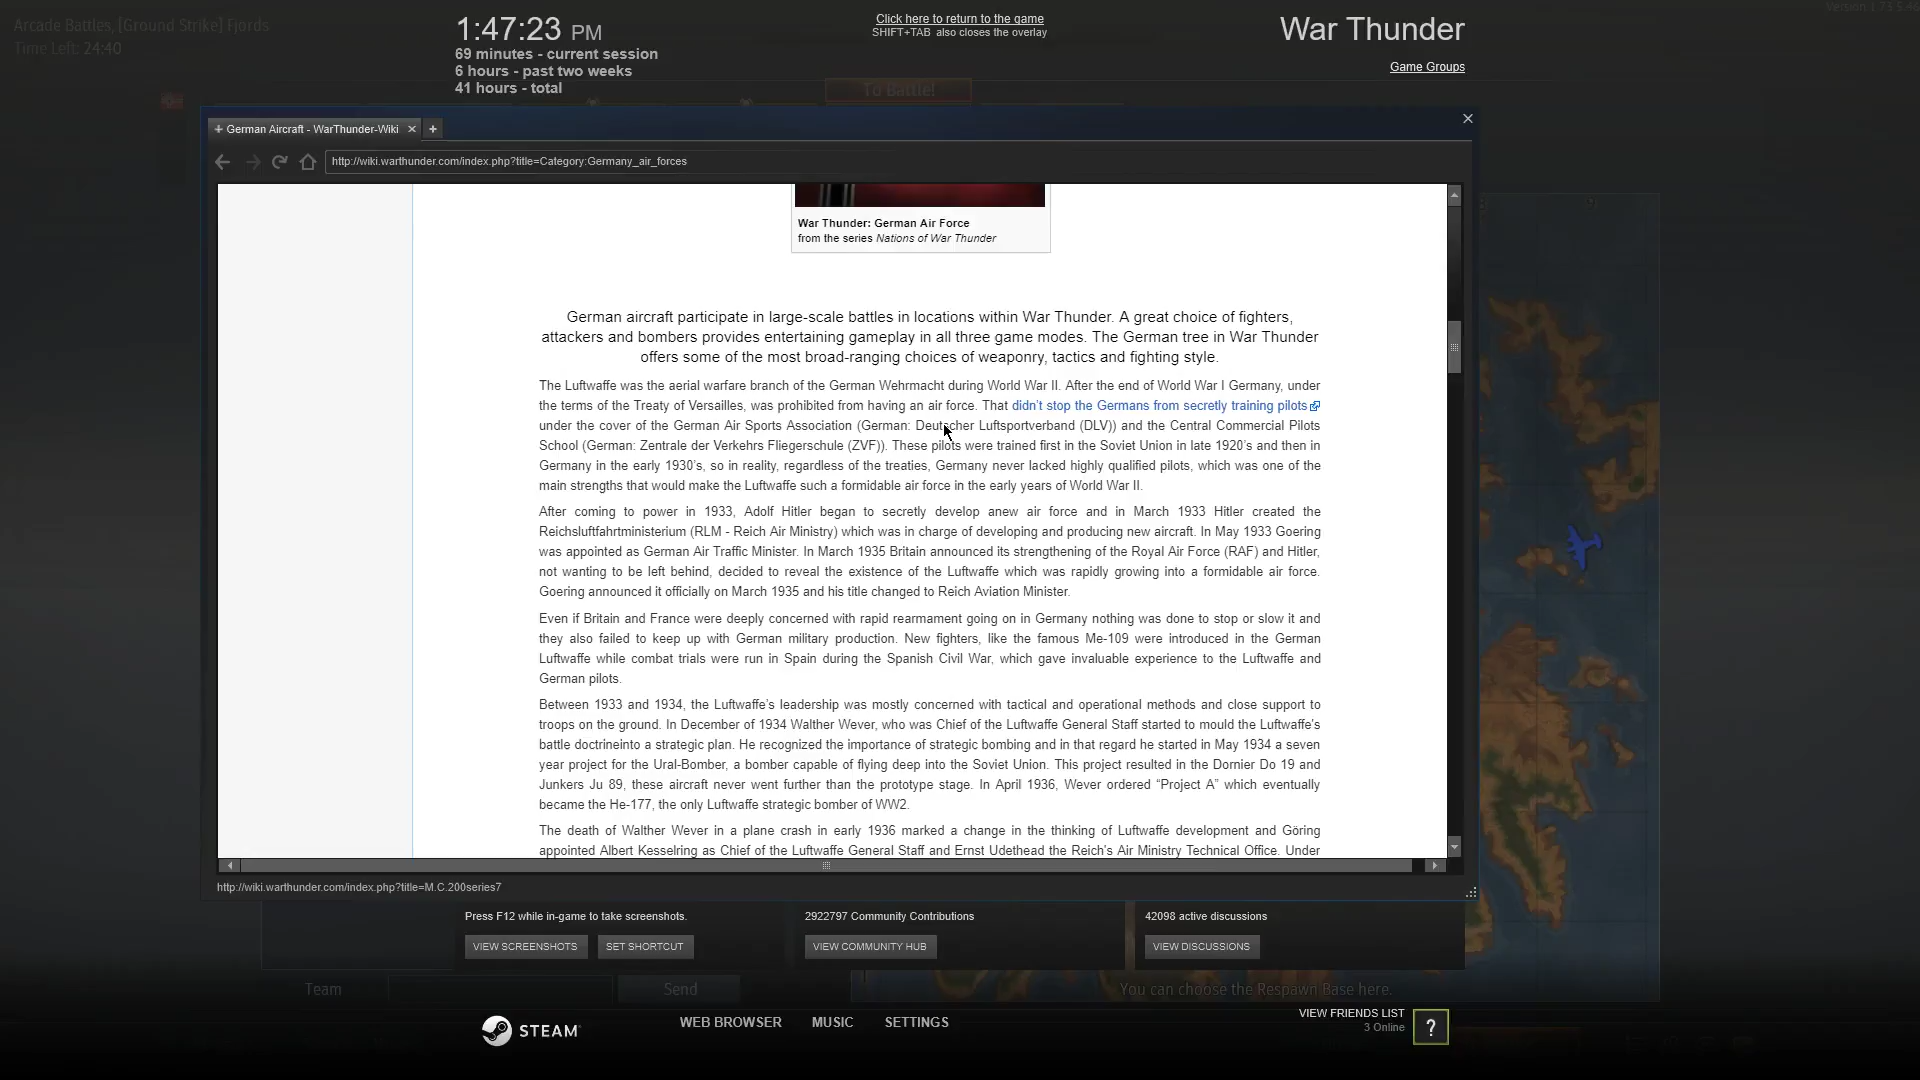 Arcade Battles, [Ground Strike] Fjords
Time Left: 24:40
1:47:23 PM
69 minutes - current session
6 hours - past two weeks
41 hours - total
Click here to return to the game
SHIFT+TAB also closes the overlay
War Thunder
Game Groups
To Battle!
German Aircraft - WarThunder-Wiki
http://wiki.warthunder.com/index.php?title=Category:Germany_air_forces
War Thunder: German Air Force
from the series Nations of War Thunder
German aircraft participate in large-scale battles in locations within War Thunder. A great choice of fighters,
attackers and bombers provides entertaining gameplay in all three game modes. The German tree in War Thunder
offers some of the most broad-ranging choices of weaponry, tactics and fighting style.
The Luftwaffe was the aerial warfare branch of the German Wehrmacht during World War II. After the end of World War I Germany, under
the terms of the Treaty of Versailles, was prohibited from having an air force. That didn't stop the Germans from secretly training pilots
under the cover of the German Air Sports Association (German: Deutscher Luftsportverband (DLV)) and the Central Commercial Pilots
School (German: Zentrale der Verkehrs Fliegerschule (ZVF)). These pilots were trained first in the Soviet Union in late 1920's and then in
Germany in the early 1930's, so in reality, regardless of the treaties, Germany never lacked highly qualified pilots, which was one of the
main strengths that would make the Luftwaffe such a formidable air force in the early years of World War II.
After coming to power in 1933, Adolf Hitler began to secretly develop anew air force and in March 1933 Hitler created the
Reichsluftfahrtministerium (RLM - Reich Air Ministry) which was in charge of developing and producing new aircraft. In May 1933 Goering
was appointed as German Air Traffic Minister. In March 1935 Britain announced its strengthening of the Royal Air Force (RAF) and Hitler,
not wanting to be left behind, decided to reveal the existence of the Luftwaffe which was rapidly growing into a formidable air force.
Goering announced it officially on March 1935 and his title changed to Reich Aviation Minister.
Even if Britain and France were deeply concerned with rapid rearmament going on in Germany nothing was done to stop or slow it and
they also failed to keep up with German military production. New fighters, like the famous Me-109 were introduced in the German
Luftwaffe while combat trials were run in Spain during the Spanish Civil War, which gave invaluable experience to the Luftwaffe and
German pilots.
Between 1933 and 1934, the Luftwaffe's leadership was mostly concerned with tactical and operational methods and close support to
troops on the ground. In December of 1934 Walther Wever, who was Chief of the Luftwaffe General Staff started to mould the Luftwaffe's
battle doctrineinto a strategic plan. He recognized the importance of strategic bombing and in that regard he started in May 1934 a seven
year project for the Ural-Bomber, a bomber capable of flying deep into the Soviet Union. This project resulted in the Dornier Do 19 and
Junkers Ju 89, these aircraft never went further than the prototype stage. In April 1936, Wever ordered “Project A” which eventually
became the He-177, the only Luftwaffe strategic bomber of WW2.
The death of Walther Wever in a plane crash in early 1936 marked a change in the thinking of Luftwaffe development and Göring
appointed Albert Kesselring as Chief of the Luftwaffe General Staff and Ernst Udethead the Reich's Air Ministry Technical Office. Under
http://wiki.warthunder.com/index.php?title=M.C.200series7
Press F12 while in-game to take screenshots.
VIEW SCREENSHOTS
SET SHORTCUT
2922797 Community Contributions
VIEW COMMUNITY HUB
42098 active discussions
VIEW DISCUSSIONS
Team
Send
You can choose the Respawn Base here.
STEAM
WEB BROWSER
MUSIC
SETTINGS
VIEW FRIENDS LIST
3 Online
?